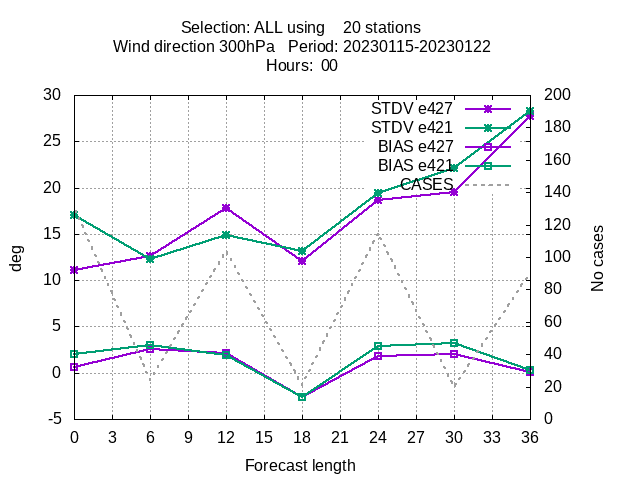 Selection: ALL using    20 stations
Wind direction 300hPa   Period: 20230115-20230122
Hours:  00
30
25
20
15
10
5
0
-5
deg
STDV e427
STDV e421
BIAS e427
BIAS e421
CASES
200
180
160
140
120
100
80
60
40
20
0
No cases
0 3 6 9 12 15 18 21 24 27 30 33 36
Forecast length